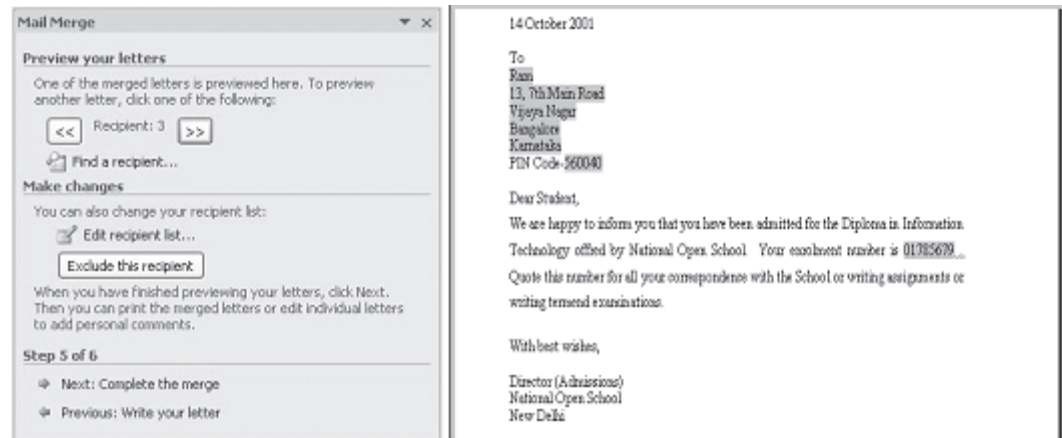 Mail Merge
Preview your letters
One of the merged letters is previewed here. To preview
another letter, click one of the following:
<< Recipient: 3 >>
Find a recipient...
Make changes
You can also change your recipient list:
Edit recipient list...
Exclude this recipient
When you have finished previewing your letters, click Next.
Then you can print the merged letters or edit individual letters
to add personal comments.
Step 5 of 6
Next: Complete the merge
Previous: Write your letter
14 October 2001
To
Ram
13, 7th Main Road
Vijaya Nagar
Bangalore
Karnataka
PIN Code-560040
Dear Student,
We are happy to inform you that you have been admitted for the Diploma in Information
Technology offred by National Open School. Your enrolment number is 01785679...
Quote this number for all your correspondence with the School or writing assignments or
writing termend examinations.
With best wishes,
Director (Admissions)
National Open School
New Delhi